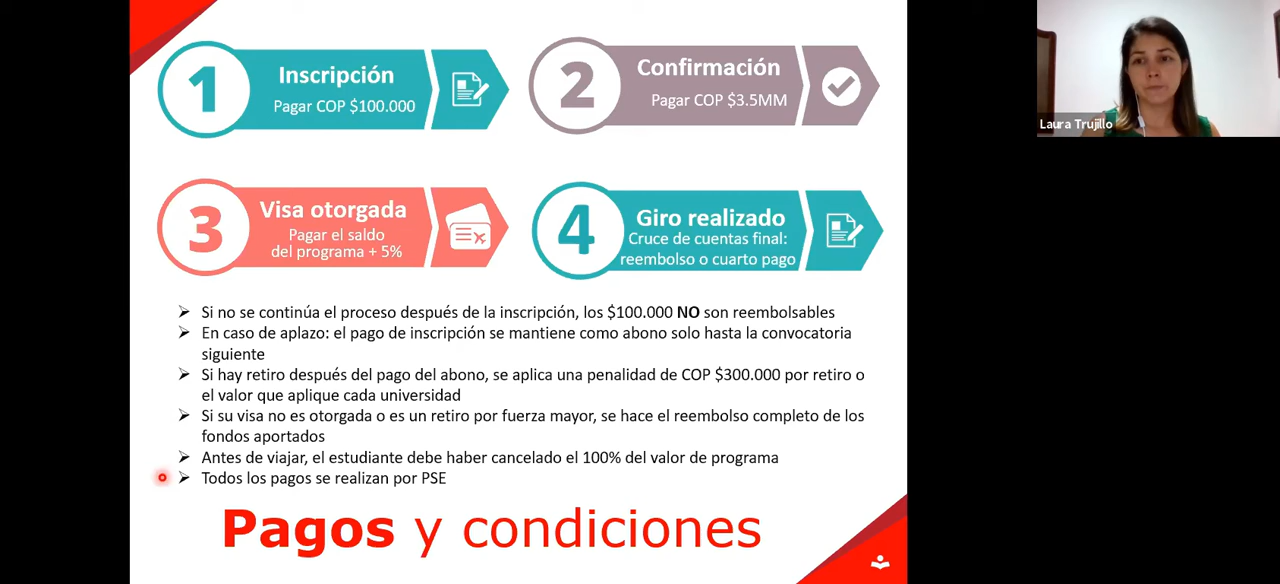 1
Inscripción
Pagar COP $100.000
2
Confirmación
Pagar COP $3.5MM
Laura Trujillo
3
Visa otorgada
Pagar el saldo
del programa + 5%
4
Giro realizado
Cruce de cuentas final:
reembolso o cuarto pago
➢ Si no se continúa el proceso después de la inscripción, los $100.000 NO son reembolsables
➢ En caso de aplazo: el pago de inscripción se mantiene como abono solo hasta la convocatoria
siguiente
➢ Si hay retiro después del pago del abono, se aplica una penalidad de COP $300.000 por retiro o
el valor que aplique cada universidad
➢ Si su visa no es otorgada o es un retiro por fuerza mayor, se hace el reembolso completo de los
fondos aportados
➢ Antes de viajar, el estudiante debe haber cancelado el 100% del valor de programa
➢ Todos los pagos se realizan por PSE
Pagos y condiciones